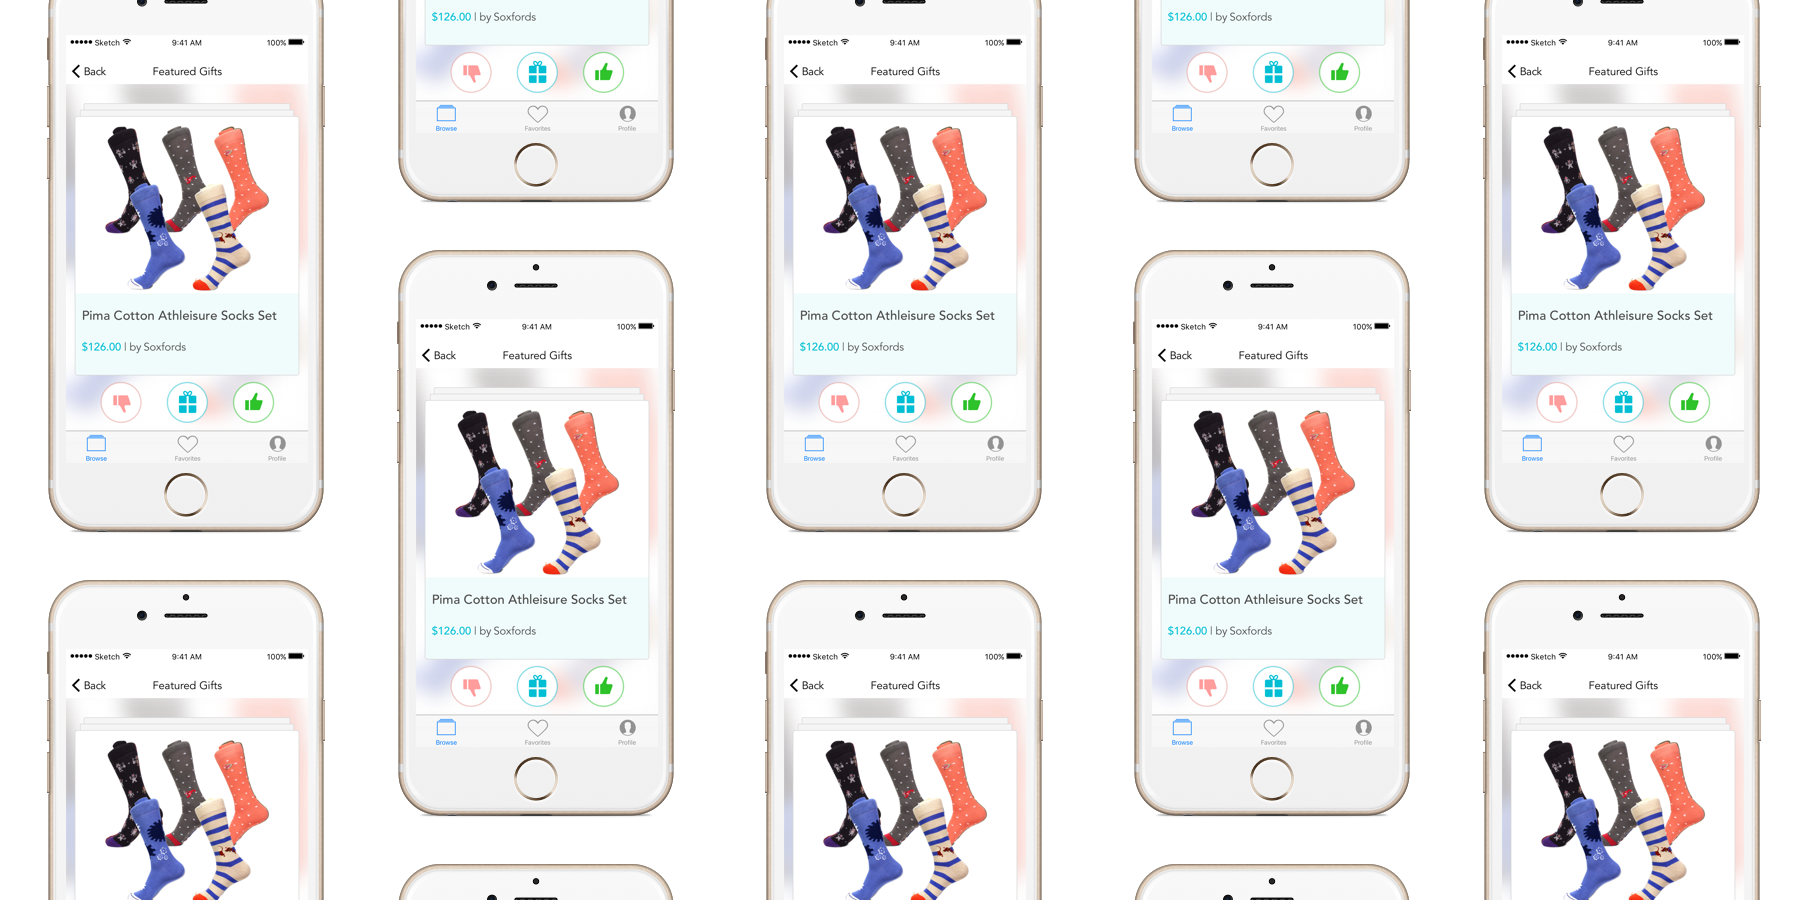 ●●●●● Sketch 9:41 AM 100%
Back Featured Gifts
Pima Cotton Athleisure Socks Set
$126.00 | by Soxfords
Browse Favorites Profile
●●●●● Sketch 9:41 AM 100%
Back Featured Gifts
$126.00 | by Soxfords
Browse Favorites Profile
●●●●● Sketch 9:41 AM 100%
Back Featured Gifts
Pima Cotton Athleisure Socks Set
$126.00 | by Soxfords
Browse Favorites Profile
●●●●● Sketch 9:41 AM 100%
Back Featured Gifts
Pima Cotton Athleisure Socks Set
$126.00 | by Soxfords
Browse Favorites Profile
●●●●● Sketch 9:41 AM 100%
Back Featured Gifts
$126.00 | by Soxfords
Browse Favorites Profile
●●●●● Sketch 9:41 AM 100%
Back Featured Gifts
Pima Cotton Athleisure Socks Set
$126.00 | by Soxfords
Browse Favorites Profile
●●●●● Sketch 9:41 AM 100%
Back Featured Gifts
Pima Cotton Athleisure Socks Set
$126.00 | by Soxfords
Browse Favorites Profile
●●●●● Sketch 9:41 AM 100%
Back Featured Gifts